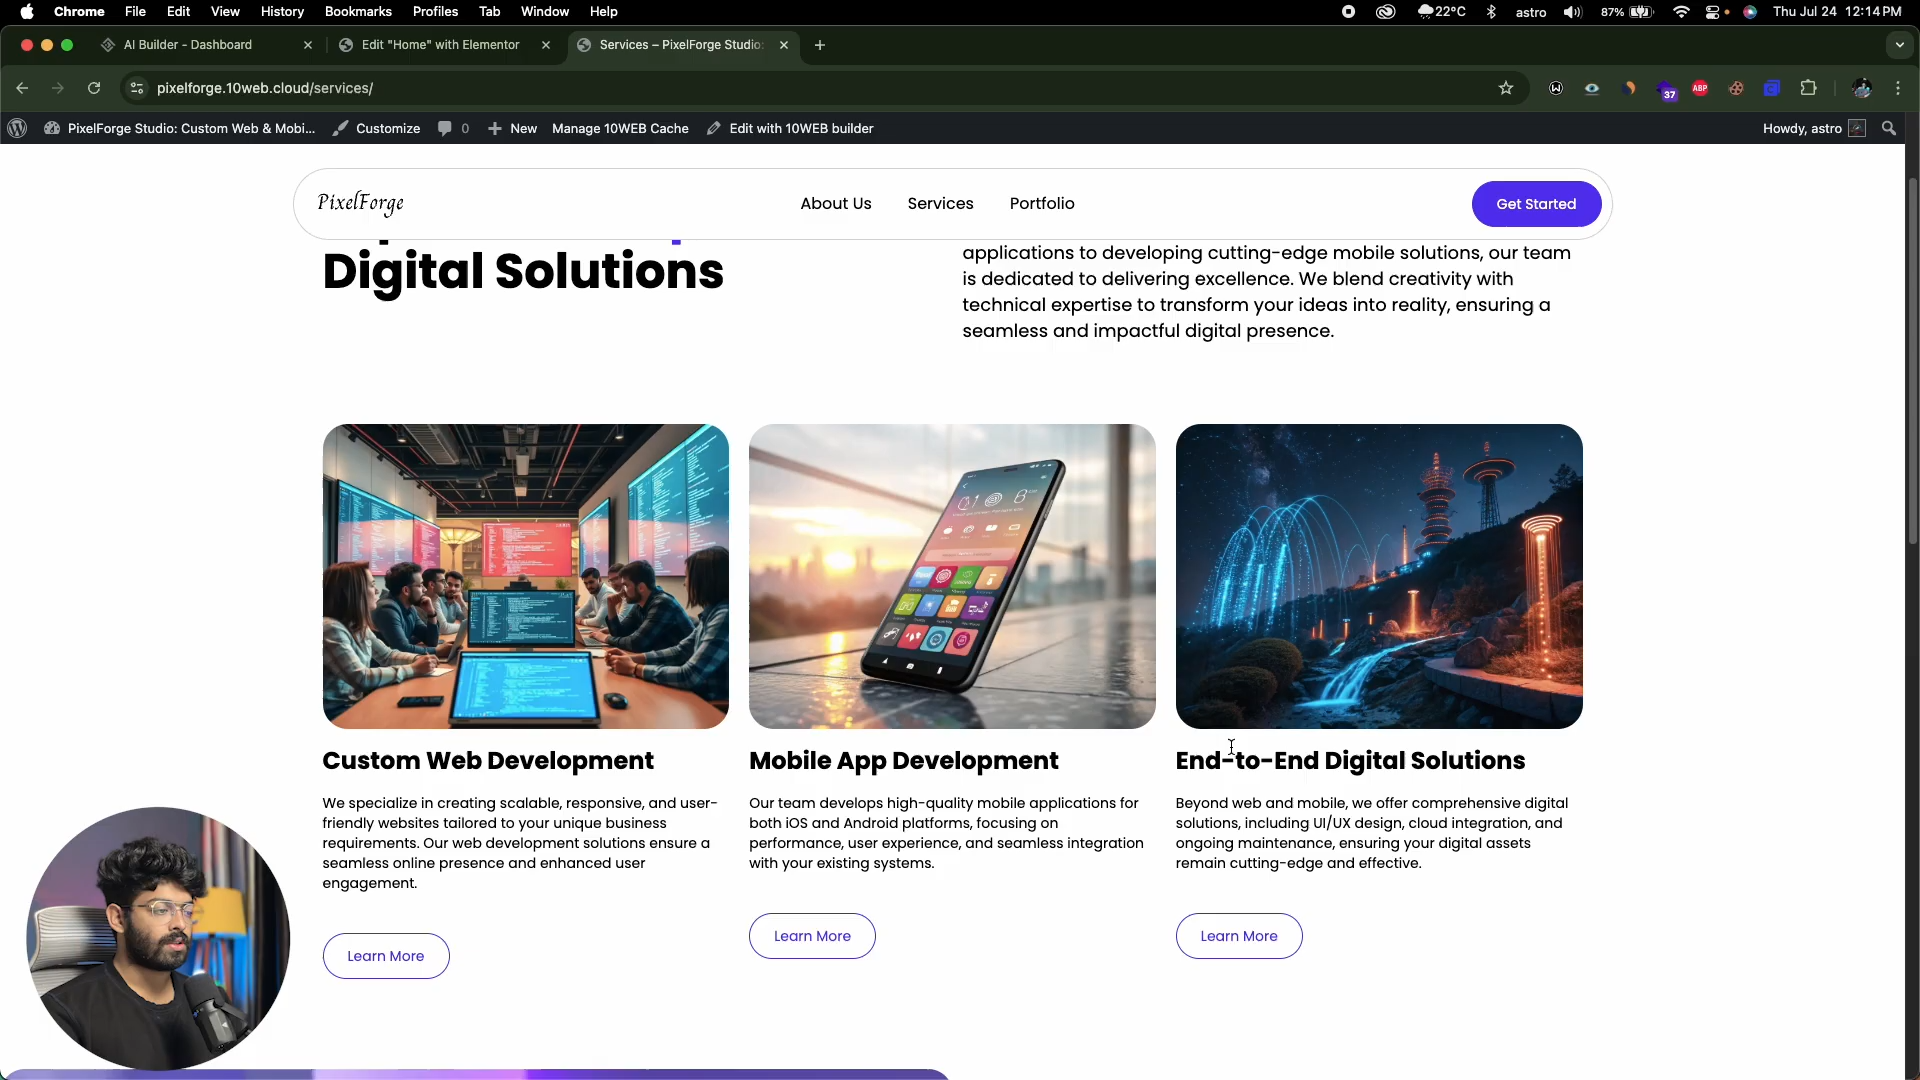 Chrome File Edit View History Bookmarks Profiles Tab Window Help 22°C astro 87% Thu Jul 24 12:14 PM
AI Builder - Dashboard Edit "Home" with Elementor Services – PixelForge Studio:
pixelforge.10web.cloud/services/ 37 ABP
PixelForge Studio: Custom Web & Mobi... Customize 0 New Manage 10WEB Cache Edit with 10WEB builder Howdy, astro
PixelForge About Us Services Portfolio Get Started
Digital Solutions
applications to developing cutting-edge mobile solutions, our team
is dedicated to delivering excellence. We blend creativity with
technical expertise to transform your ideas into reality, ensuring a
seamless and impactful digital presence.
Custom Web Development
We specialize in creating scalable, responsive, and user-
friendly websites tailored to your unique business
requirements. Our web development solutions ensure a
seamless online presence and enhanced user
engagement.
Learn More
Mobile App Development
Our team develops high-quality mobile applications for
both iOS and Android platforms, focusing on
performance, user experience, and seamless integration
with your existing systems.
Learn More
End-to-End Digital Solutions
Beyond web and mobile, we offer comprehensive digital
solutions, including UI/UX design, cloud integration, and
ongoing maintenance, ensuring your digital assets
remain cutting-edge and effective.
Learn More